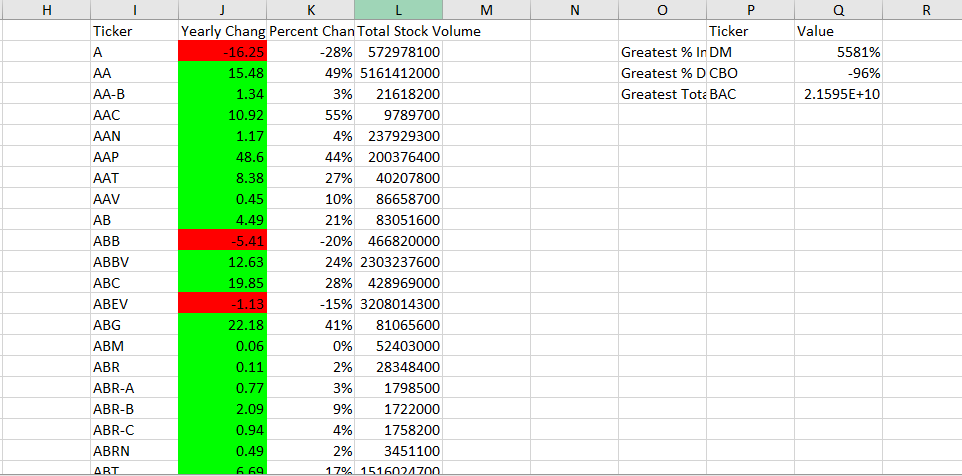 H I J K L M N O P Q R
Ticker Yearly Chang Percent Chan Total Stock Volume Ticker Value
A -16.25 -28% 572978100 Greatest % In DM 5581%
AA 15.48 49% 5161412000 Greatest % D CBO -96%
AA-B 1.34 3% 21618200 Greatest Tota BAC 2.1595E+10
AAC 10.92 55% 9789700
AAN 1.17 4% 237929300
AAP 48.6 44% 200376400
AAT 8.38 27% 40207800
AAV 0.45 10% 86658700
AB 4.49 21% 83051600
ABB -5.41 -20% 466820000
ABBV 12.63 24% 2303237600
ABC 19.85 28% 428969000
ABEV -1.13 -15% 3208014300
ABG 22.18 41% 81065600
ABM 0.06 0% 52403000
ABR 0.11 2% 28348400
ABR-A 0.77 3% 1798500
ABR-B 2.09 9% 1722000
ABR-C 0.94 4% 1758200
ABRN 0.49 2% 3451100
ABT 6.69 17% 1516024700